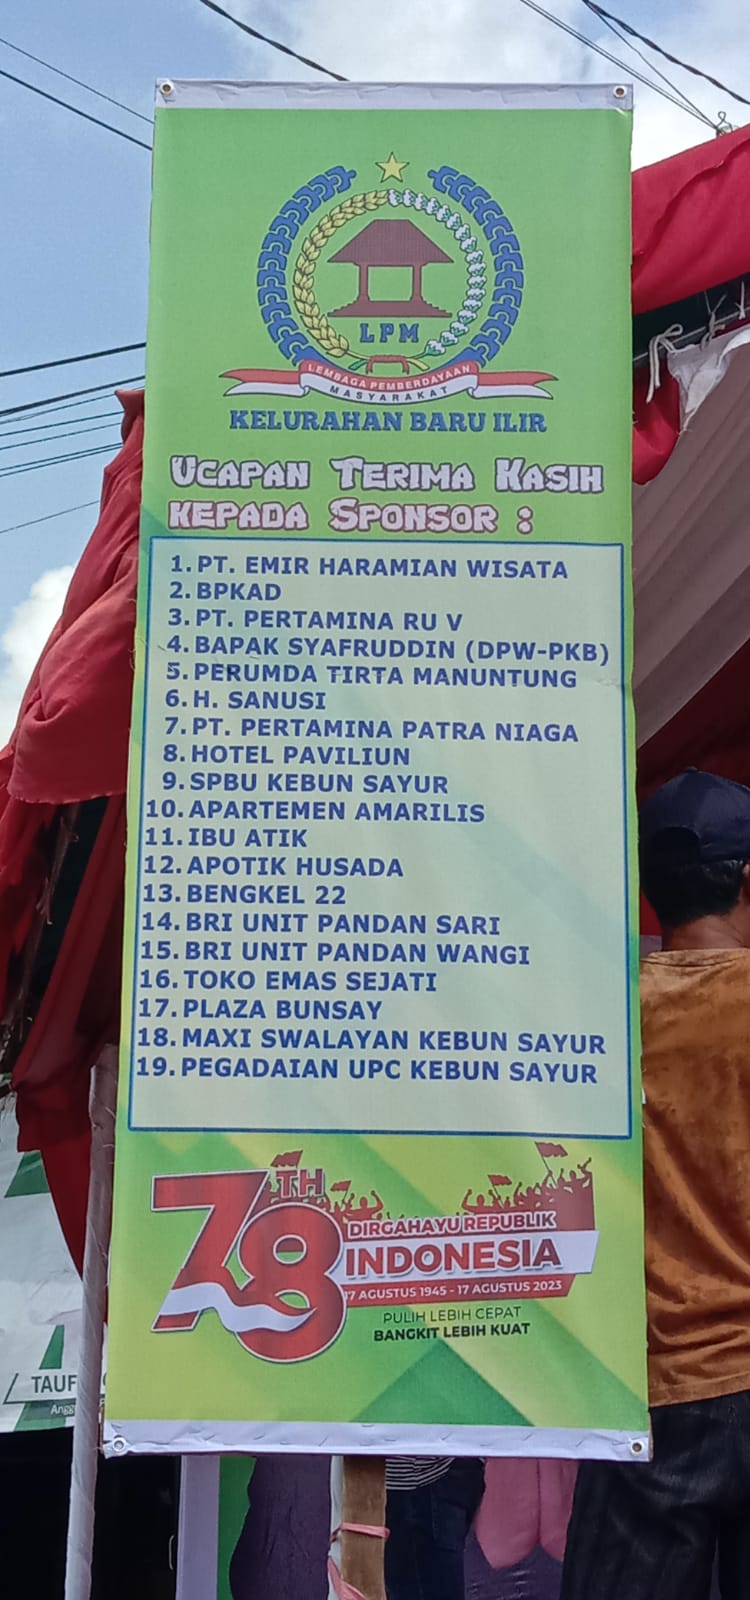 LPM
LEMBAGA PEMBERDAYAAN
MASYARAKAT
KELURAHAN BARU ILIR
UCAPAN TERIMA KASIH
KEPADA SPONSOR :
1. PT. EMIR HARAMIAN WISATA
2. BPKAD
3. PT. PERTAMINA RU V
4. BAPAK SYAFRUDDIN (DPW-PKB)
5. PERUMDA TIRTA MANUNTUNG
6. H. SANUSI
7. PT. PERTAMINA PATRA NIAGA
8. HOTEL PAVILIUN
9. SPBU KEBUN SAYUR
10. APARTEMEN AMARILIS
11. IBU ATIK
12. APOTIK HUSADA
13. BENGKEL 22
14. BRI UNIT PANDAN SARI
15. BRI UNIT PANDAN WANGI
16. TOKO EMAS SEJATI
17. PLAZA BUNSAY
18. MAXI SWALAYAN KEBUN SAYUR
19. PEGADAIAN UPC KEBUN SAYUR
78TH
DIRGAHAYU REPUBLIK
INDONESIA
17 AGUSTUS 1945 - 17 AGUSTUS 2023
PULIH LEBIH CEPAT
BANGKIT LEBIH KUAT